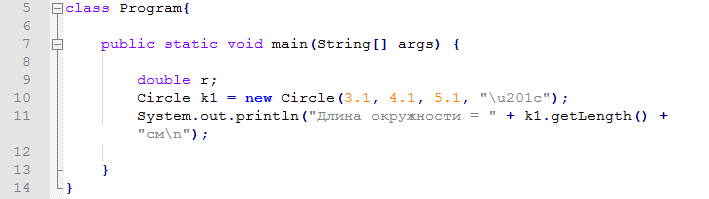 5 class Program{
6
7 public static void main(String[] args) {
8
9 double r;
10 Circle k1 = new Circle(3.1, 4.1, 5.1, "\u201c");
11 System.out.println("Длина окружности = " + k1.getLength() +
"см\n");
12
13 }
14 }